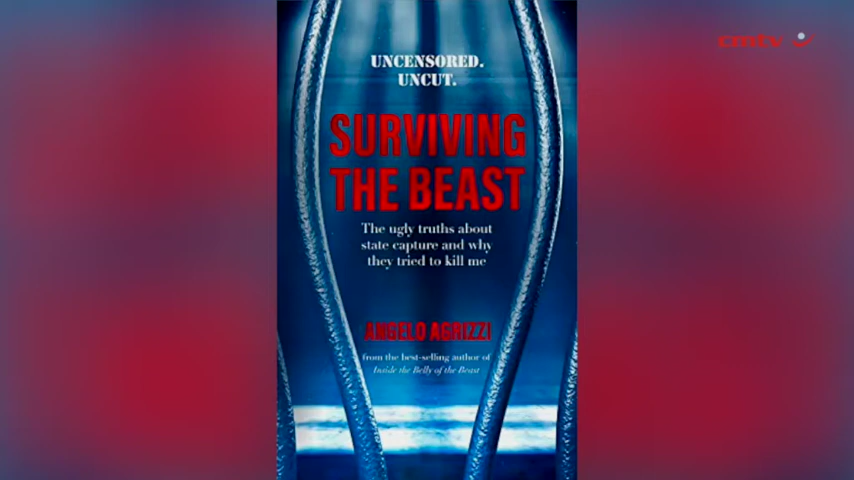 cmtv
UNCENSORED.
UNCUT.
SURVIVING
THE BEAST
The ugly truths about
state capture and why
they tried to kill me
ANGELO AGRIZZI
from the best-selling author of
Inside the Belly of the Beast